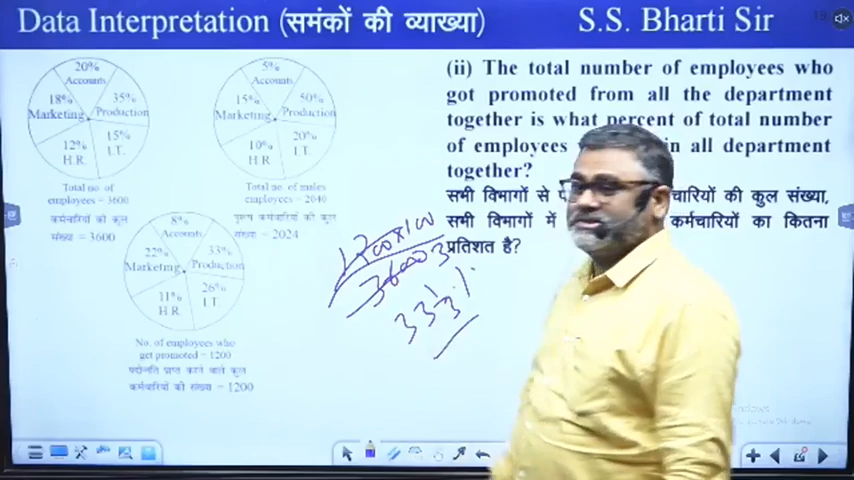 Data Interpretation (समंकों की व्याख्या)
S.S. Bharti Sir
20%
Accounts
18%
35%
Marketing
Production
15%
12%
I.T.
H.R.
Total no. of
employees = 3600
कर्मचारियों की कुल
संख्या = 3600
5%
Accounts
15%
50%
Marketing
Production
20%
10%
I.T.
H.R
Total no. of males
employees = 2040
पुरुष कर्मचारियों की कुल
संख्या = 2024
8%
Accounts
22%
33%
Marketing
Production
26%
11%
I.T.
H.R
No. of employees who
get promoted = 1200
पदोन्नति प्राप्त करने वाले कुल
कर्मचारियों की संख्या = 1200
(ii) The total number of employees who
got promoted from all the department
together is what percent of total number
of employees in all department
together?
सभी विभागों से चारियों की कुल संख्या,
सभी विभागों में कर्मचारियों का कितना
प्रतिशत है?
1200×100
3600 3
33 1/3 %